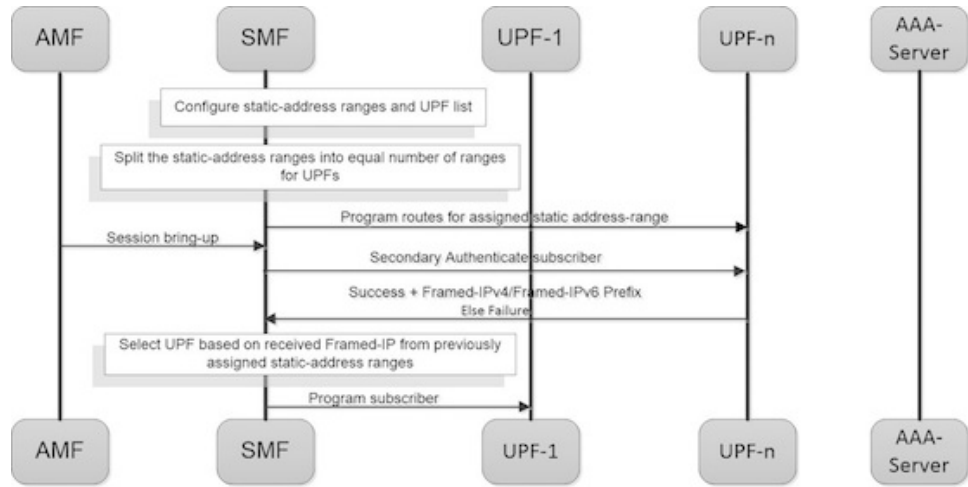 AMF
SMF
UPF-1
UPF-n
AAA-
Server
Configure static-address ranges and UPF list
Split the static-address ranges into equal number of ranges
for UPFs
Program routes for assigned static address-range
Session bring-up
Secondary Authenticate subscriber
Success + Framed-IPv4/Framed-IPv6 Prefix
Else Failure
Select UPF based on received Framed-IP from previously
assigned static-address ranges
Program subscriber
AMF
SMF
UPF-1
UPF-n
AAA-
Server